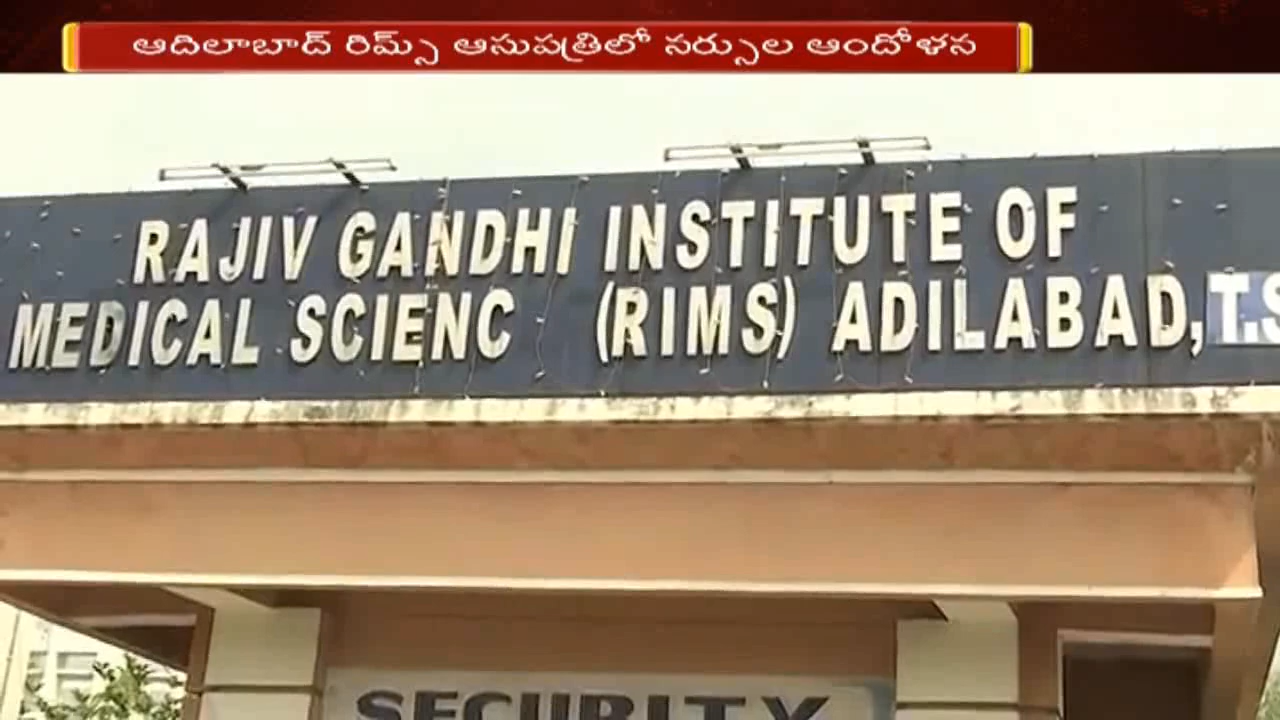 ఆదిలాబాద్ రిమ్స్ ఆసుపత్రిలో నర్సుల ఆందోళన
RAJIV GANDHI INSTITUTE OF
MEDICAL SCIENC (RIMS) ADILABAD, T.S
SECURITY